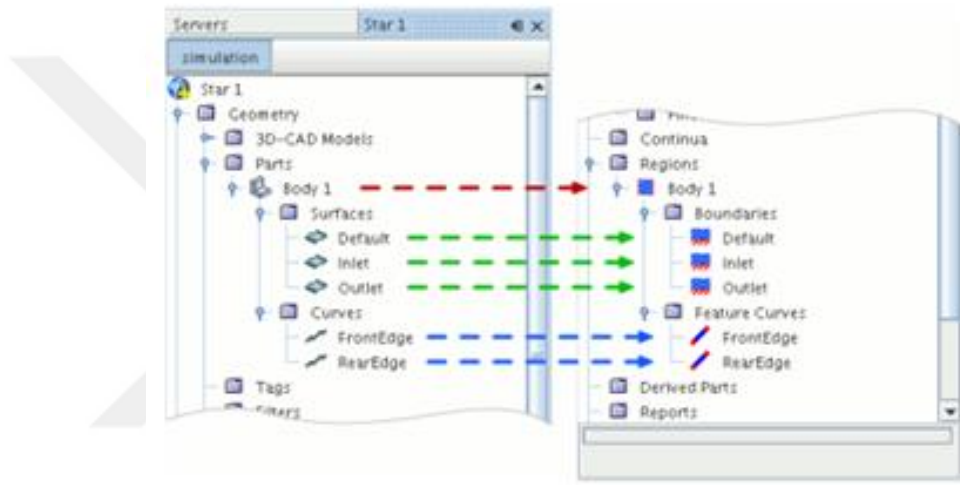 Servers
Star 1
simulation
Star 1
Geometry
3D-CAD Models
Parts
Body 1
Surfaces
Default
Inlet
Outlet
Curves
FrontEdge
RearEdge
Tags
Filters
Continua
Regions
Body 1
Boundaries
Default
Inlet
Outlet
Feature Curves
FrontEdge
RearEdge
Derived Parts
Reports